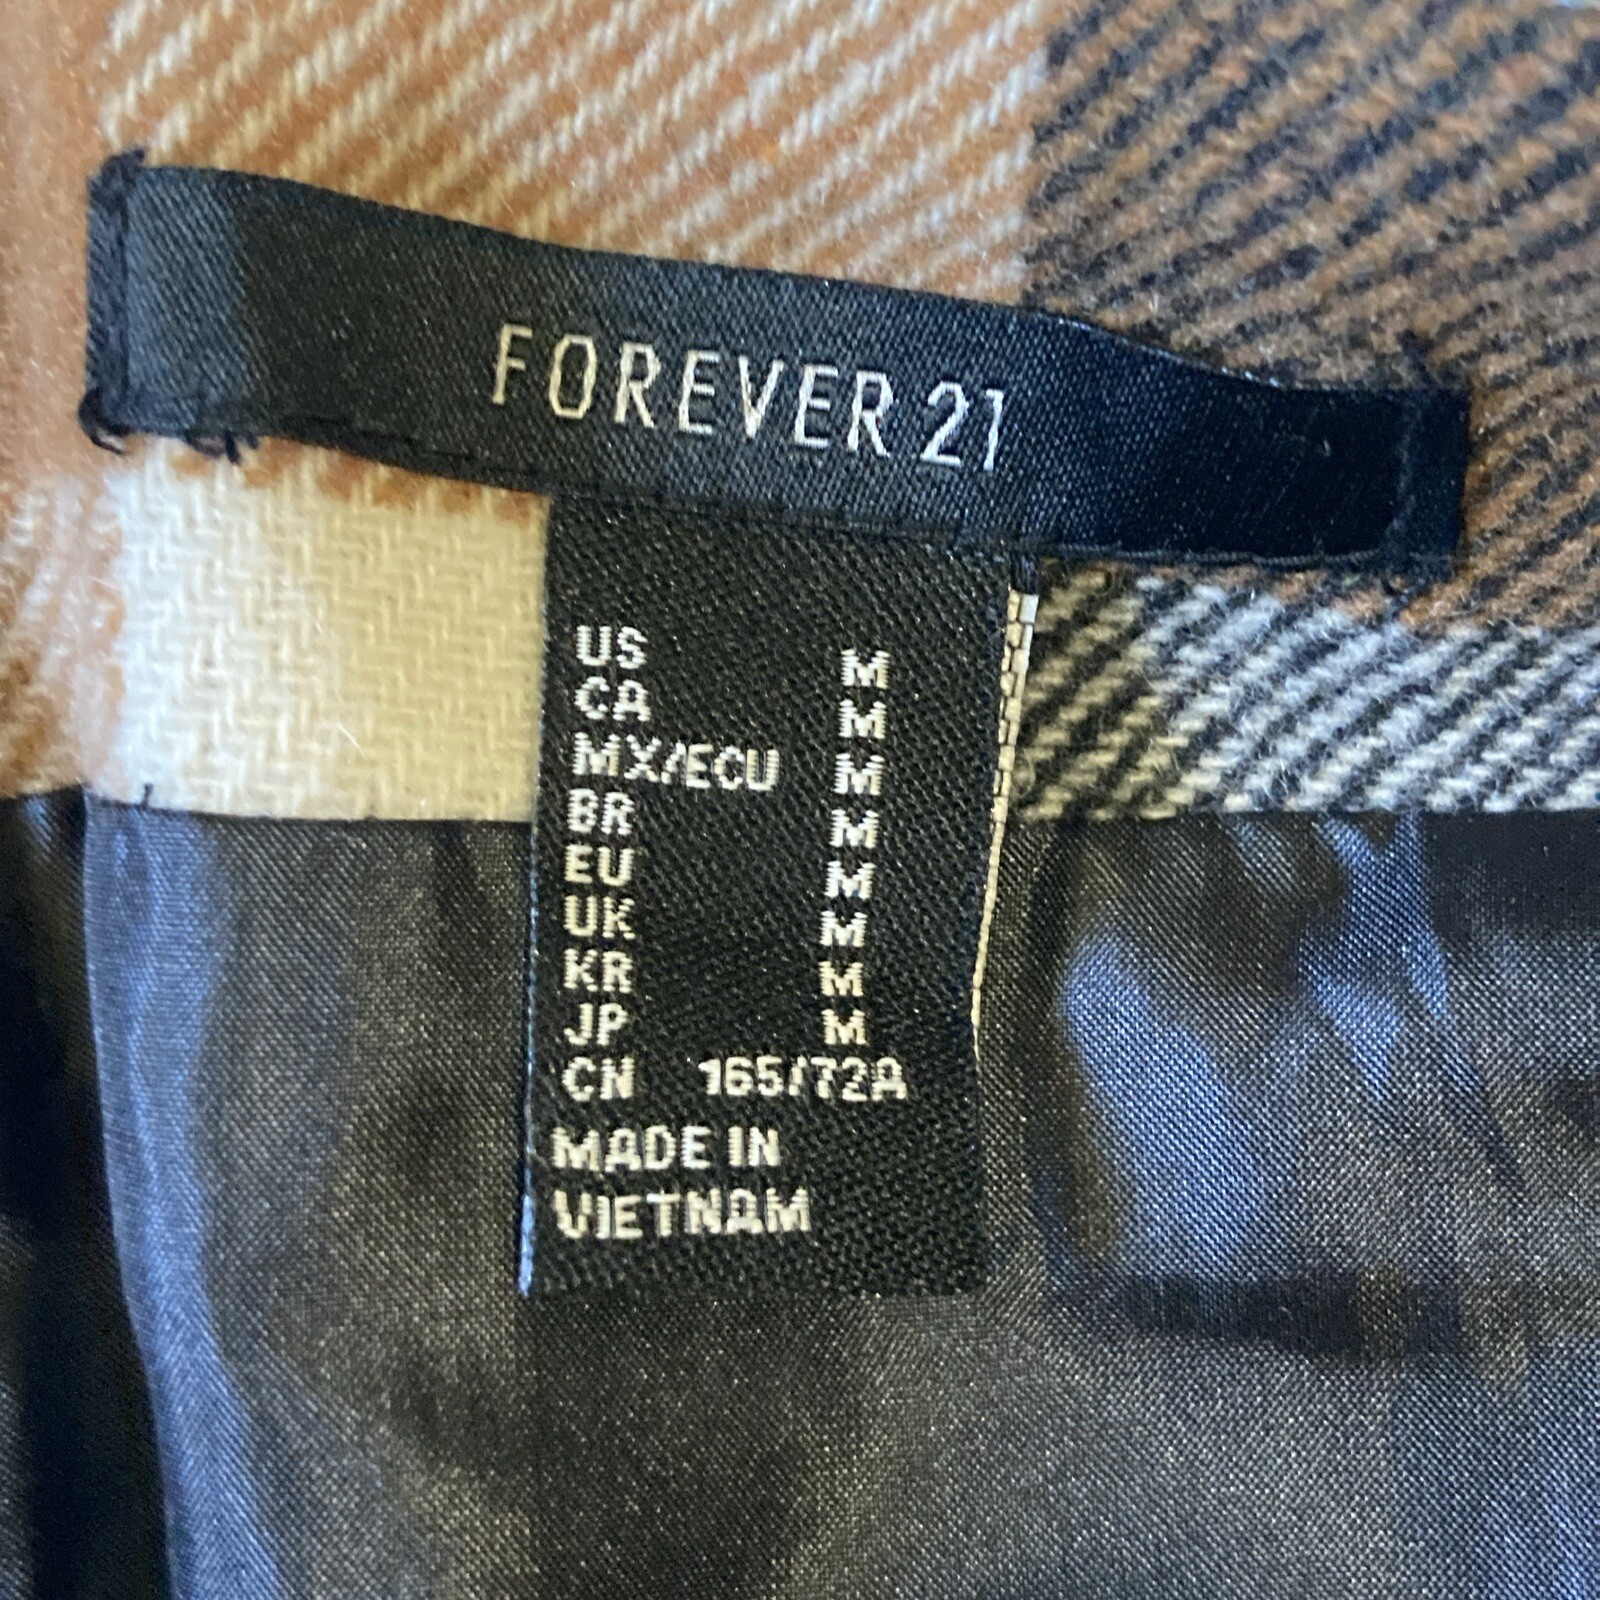 FOREVER 21
US M
CA M
MX/ECU M
BR M
EU M
UK M
KR M
JP M
CN 165/72A
MADE IN
VIETNAM